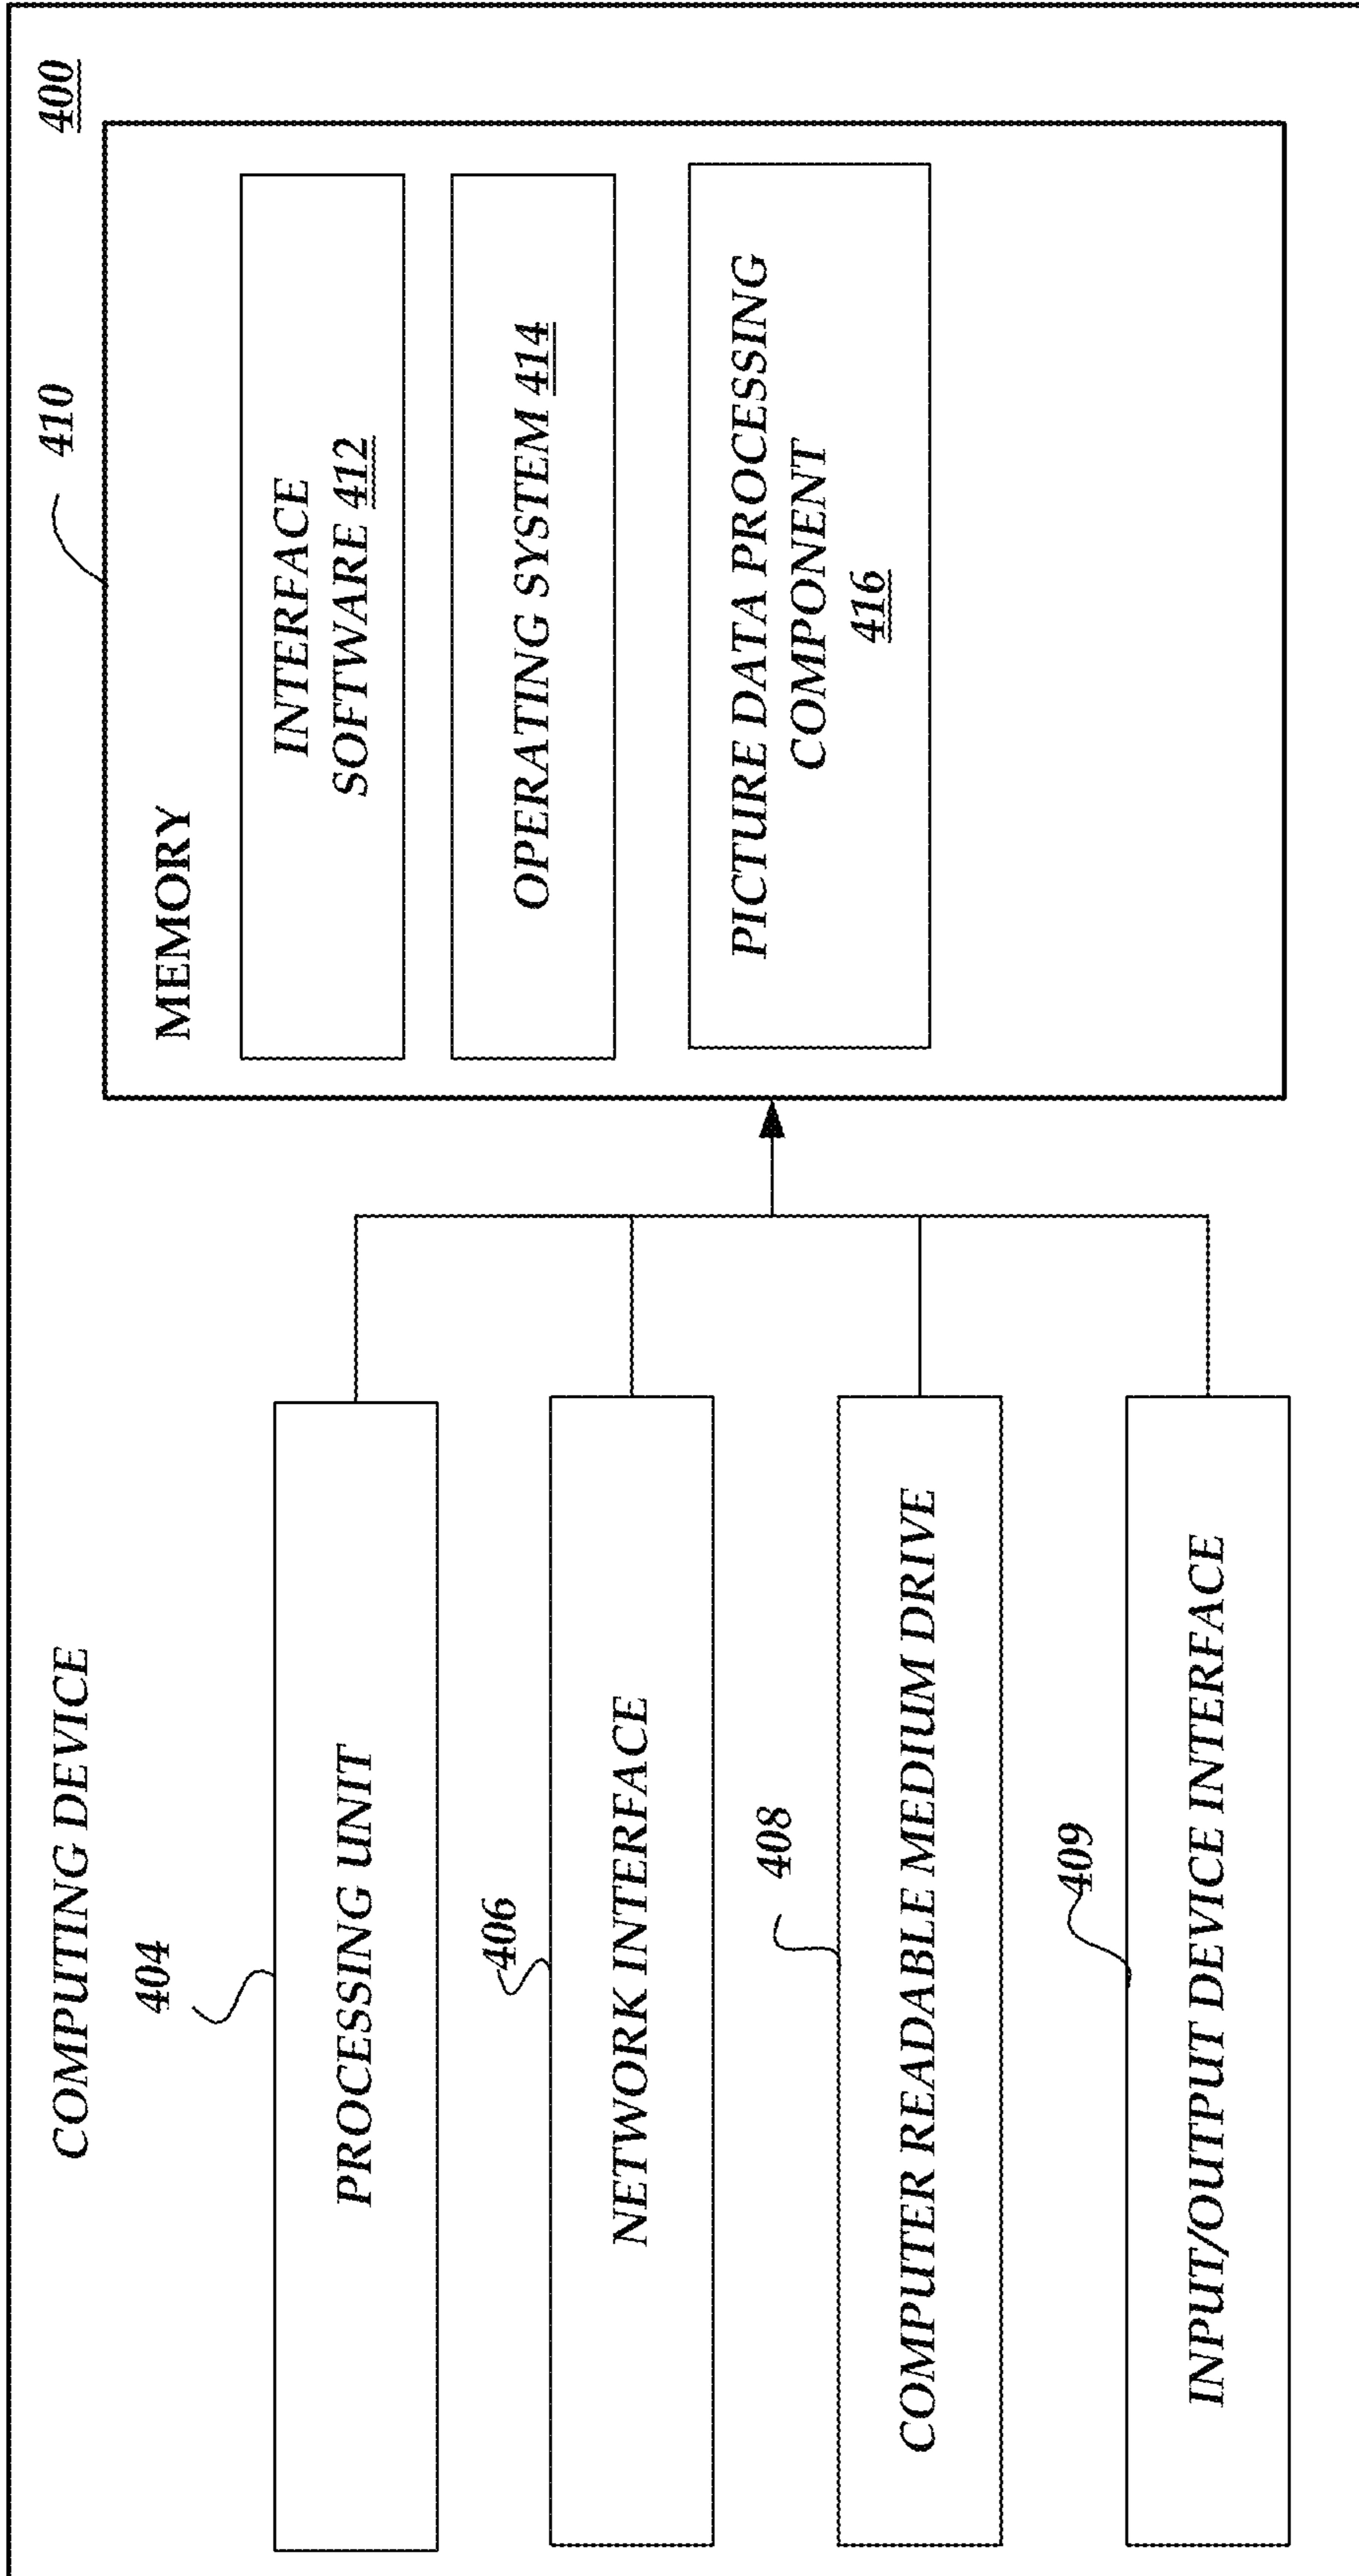 COMPUTING DEVICE
400
404
PROCESSING UNIT
406
NETWORK INTERFACE
408
COMPUTER READABLE MEDIUM DRIVE
409
INPUT/OUTPUT DEVICE INTERFACE
410
MEMORY
INTERFACE
SOFTWARE 412
OPERATING SYSTEM 414
PICTURE DATA PROCESSING
COMPONENT
416